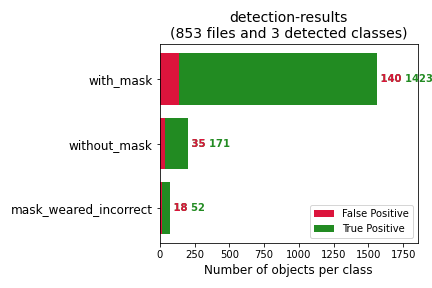 detection-results
(853 files and 3 detected classes)
with_mask
140 1423
without_mask
35 171
mask_weared_incorrect
18 52
False Positive
True Positive
0 250 500 750 1000 1250 1500 1750
Number of objects per class